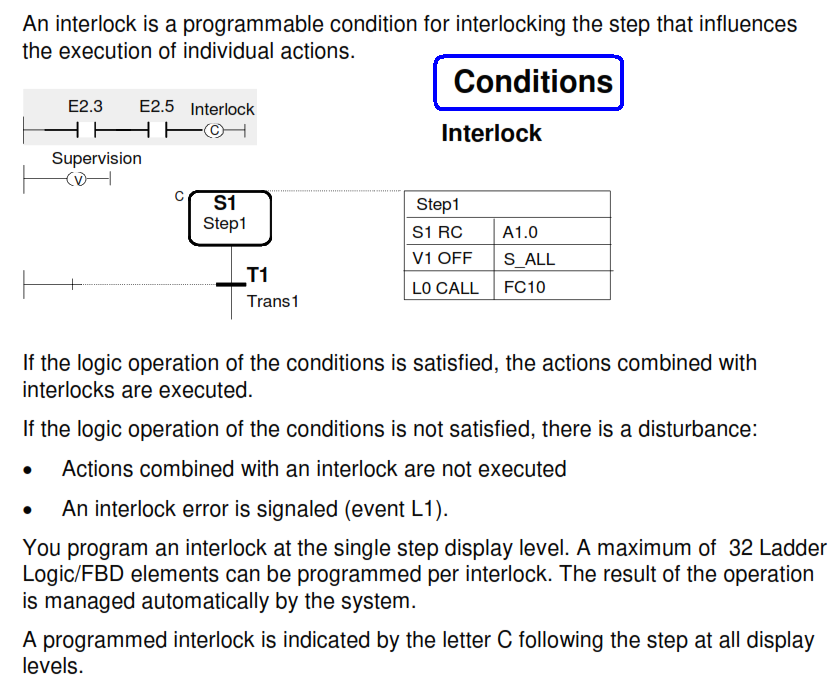 An interlock is a programmable condition for interlocking the step that influences
the execution of individual actions.
Conditions
Interlock
E2.3 E2.5 Interlock
C
Supervision
V
C
S1
Step1
T1
Trans1
Step1
S1 RC A1.0
V1 OFF S_ALL
L0 CALL FC10
If the logic operation of the conditions is satisfied, the actions combined with
interlocks are executed.
If the logic operation of the conditions is not satisfied, there is a disturbance:
• Actions combined with an interlock are not executed
• An interlock error is signaled (event L1).
You program an interlock at the single step display level. A maximum of 32 Ladder
Logic/FBD elements can be programmed per interlock. The result of the operation
is managed automatically by the system.
A programmed interlock is indicated by the letter C following the step at all display
levels.